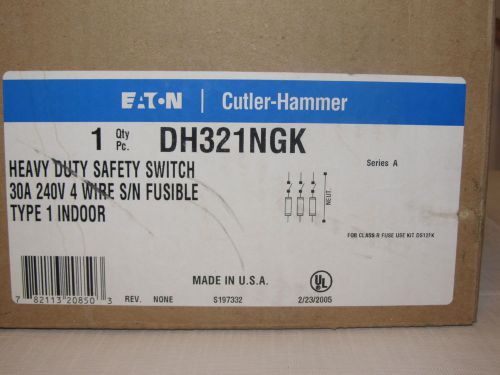 EATON | Cutler-Hammer
1 Qty Pc. DH321NGK
HEAVY DUTY SAFETY SWITCH
30A 240V 4 WIRE S/N FUSIBLE
TYPE 1 INDOOR
Series A
NEUT.
FOR CLASS R FUSE USE KIT DS12FK
MADE IN U.S.A.
UL
7 82113 20850 3
REV. NONE S197332 2/23/2005